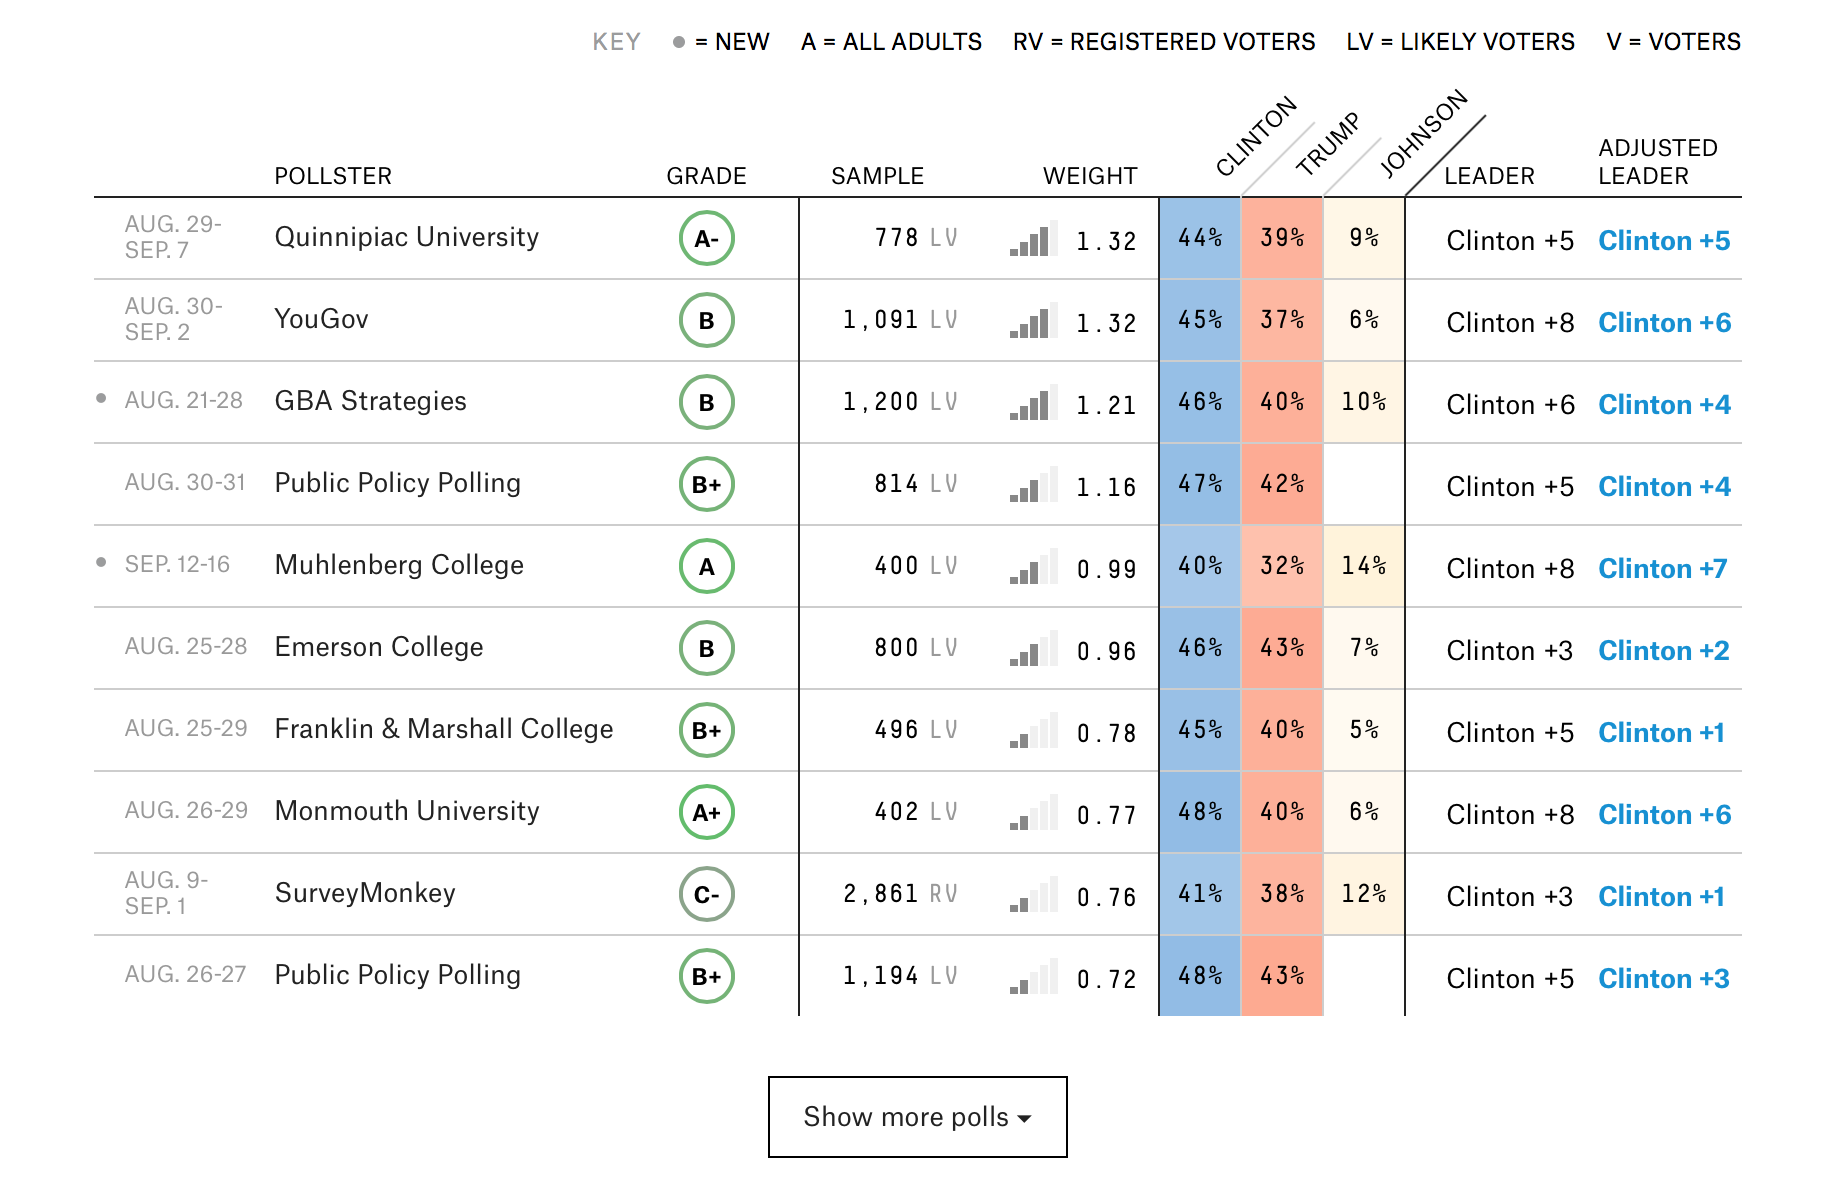 KEY ● = NEW A = ALL ADULTS RV = REGISTERED VOTERS LV = LIKELY VOTERS V = VOTERS
POLLSTER GRADE SAMPLE WEIGHT CLINTON TRUMP JOHNSON LEADER ADJUSTED LEADER
AUG. 29-
SEP. 7 Quinnipiac University A- 778 LV 1.32 44% 39% 9% Clinton +5 Clinton +5
AUG. 30-
SEP. 2 YouGov B 1,091 LV 1.32 45% 37% 6% Clinton +8 Clinton +6
● AUG. 21-28 GBA Strategies B 1,200 LV 1.21 46% 40% 10% Clinton +6 Clinton +4
AUG. 30-31 Public Policy Polling B+ 814 LV 1.16 47% 42% Clinton +5 Clinton +4
● SEP. 12-16 Muhlenberg College A 400 LV 0.99 40% 32% 14% Clinton +8 Clinton +7
AUG. 25-28 Emerson College B 800 LV 0.96 46% 43% 7% Clinton +3 Clinton +2
AUG. 25-29 Franklin & Marshall College B+ 496 LV 0.78 45% 40% 5% Clinton +5 Clinton +1
AUG. 26-29 Monmouth University A+ 402 LV 0.77 48% 40% 6% Clinton +8 Clinton +6
AUG. 9-
SEP. 1 SurveyMonkey C- 2,861 RV 0.76 41% 38% 12% Clinton +3 Clinton +1
AUG. 26-27 Public Policy Polling B+ 1,194 LV 0.72 48% 43% Clinton +5 Clinton +3
Show more polls